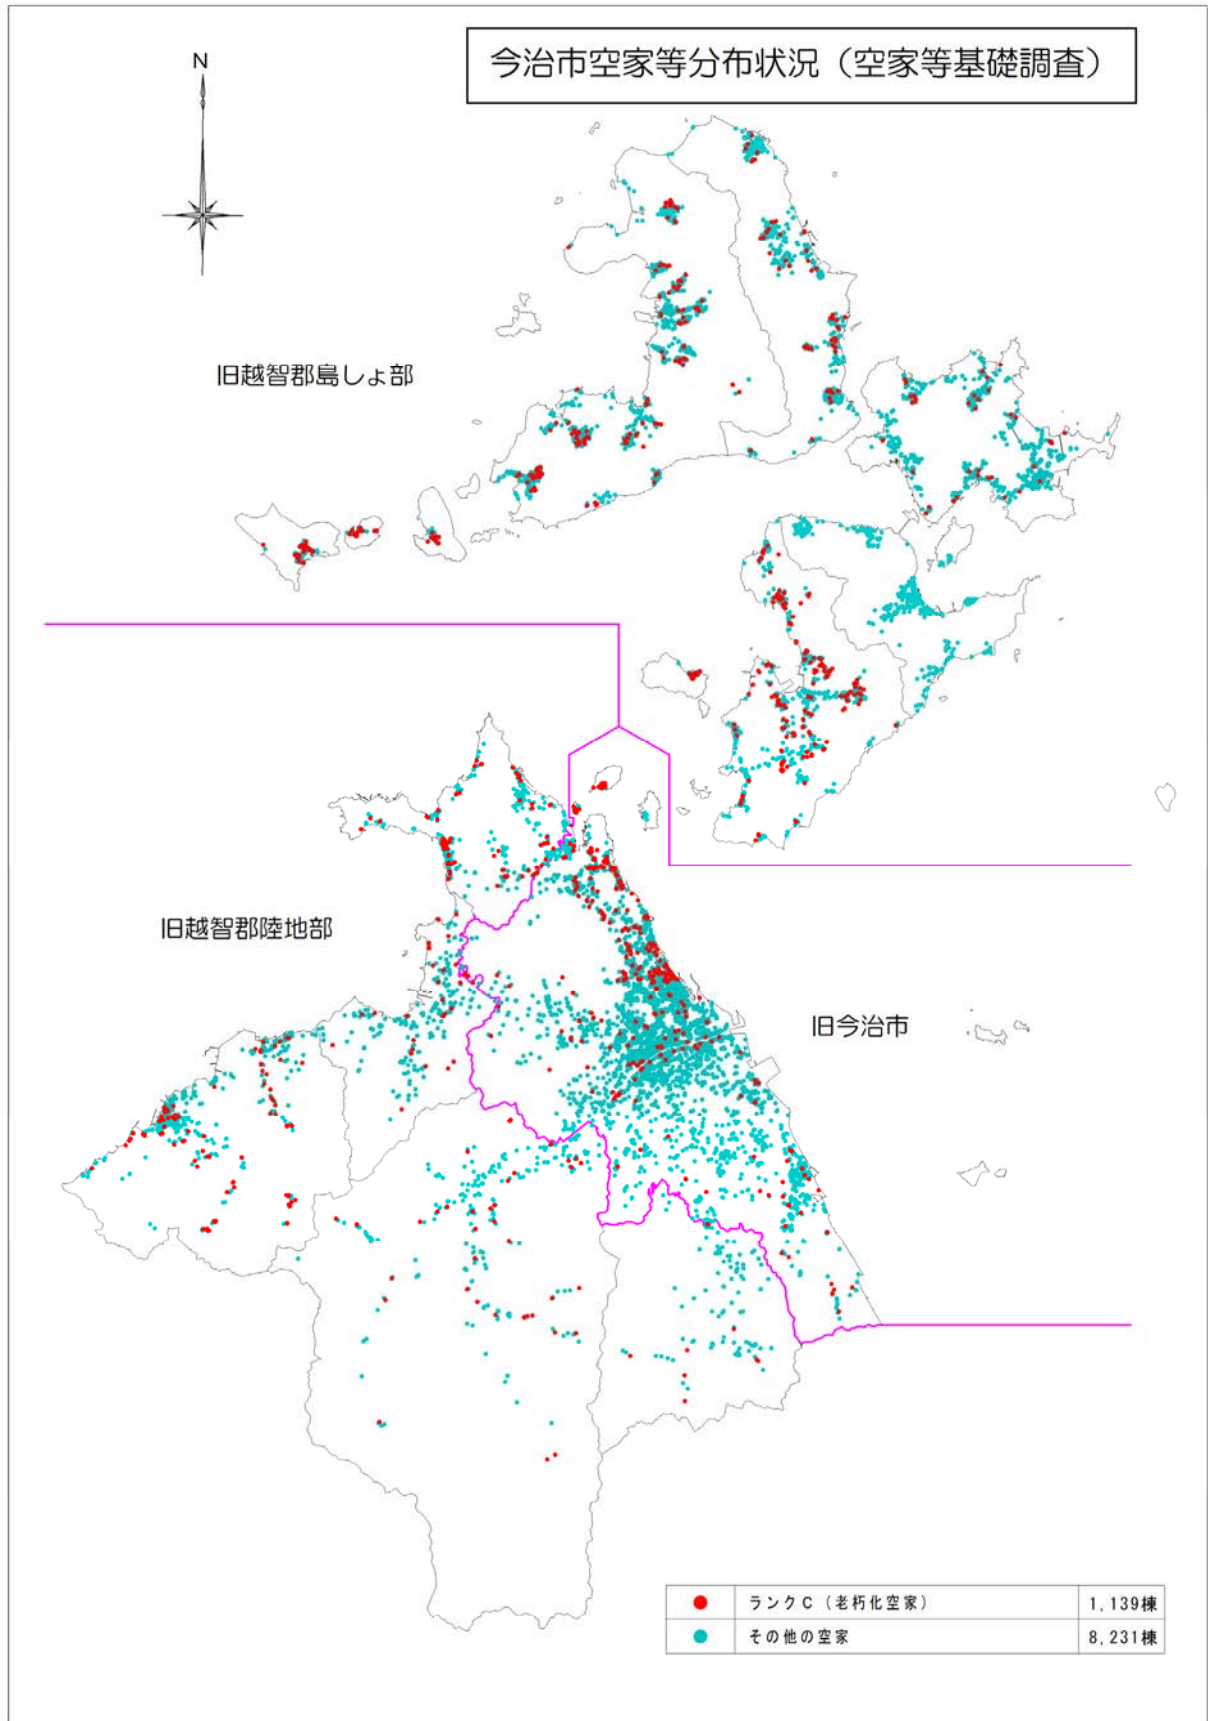 今治市空家等分布状況（空家等基礎調査）
N
旧越智郡島しょ部
旧越智郡陸地部
旧今治市
ランクC（老朽化空家） 1,139棟
その他の空家 8,231棟